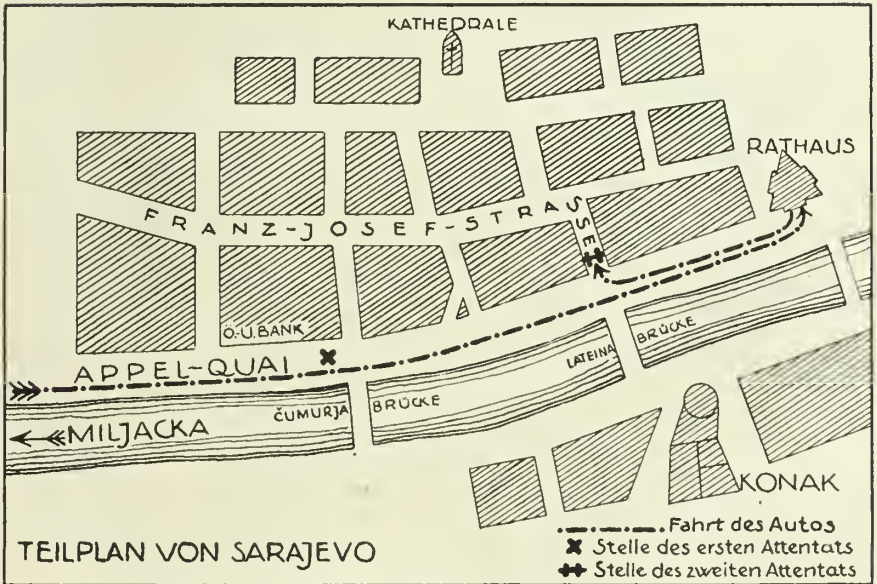 KATHEDRALE
RATHAUS
FRANZ-JOSEF-STRASSE
Ö.-U. BANK
APPEL-QUAI
LATEINA BRÜCKE
ČUMURJA BRÜCKE
MILJACKA
KONAK
TEILPLAN VON SARAJEVO
Fahrt des Autos
Stelle des ersten Attentats
Stelle des zweiten Attentats